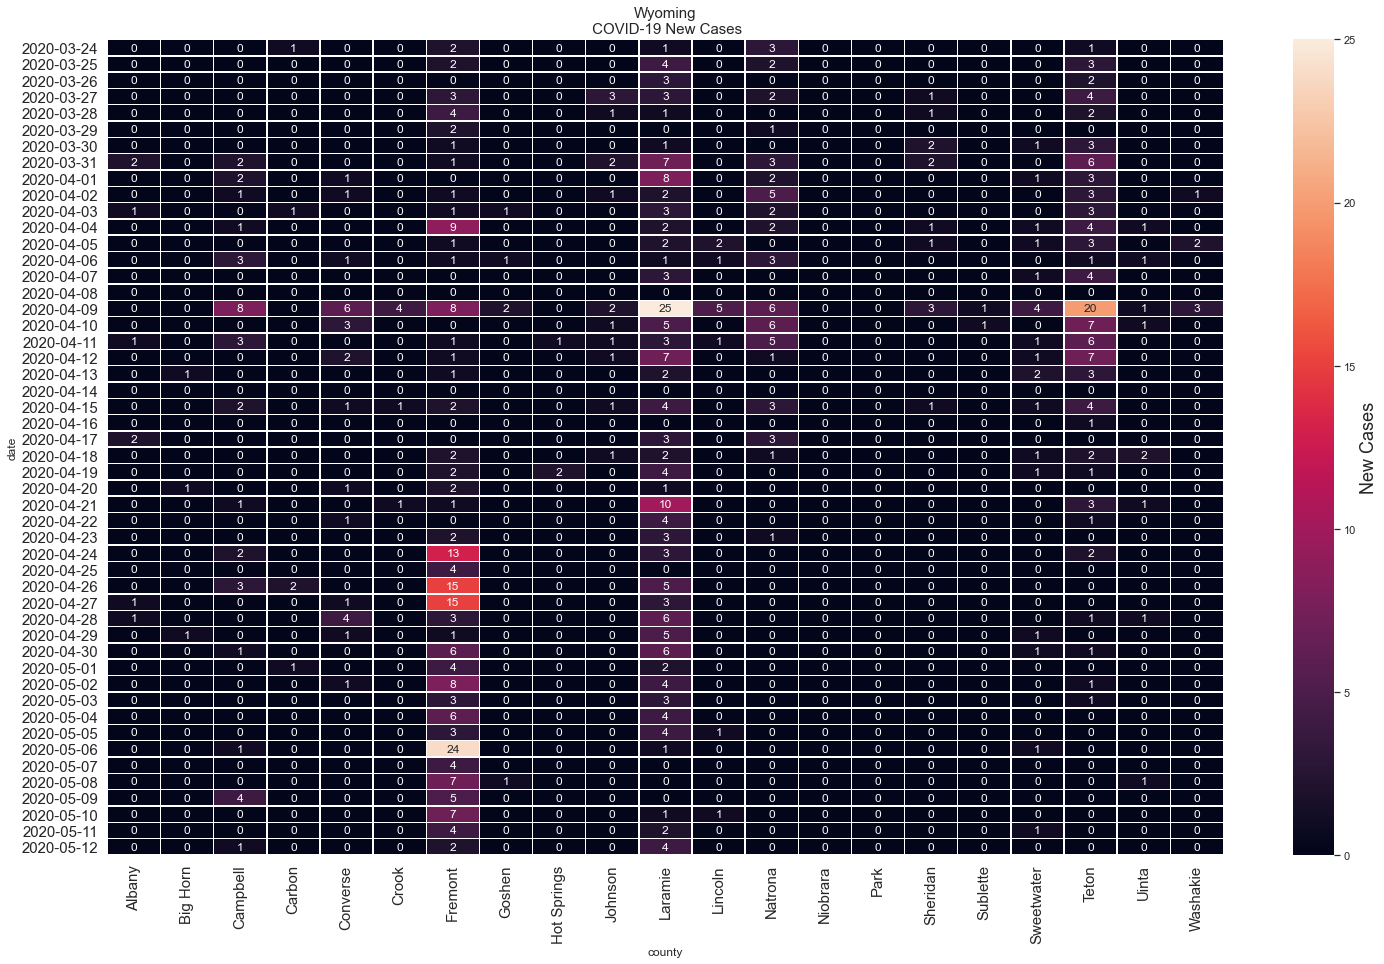 Wyoming
COVID-19 New Cases
2020-03-24 0 0 0 1 0 0 2 0 0 0 1 0 3 0 0 0 0 0 1 0 0
2020-03-25 0 0 0 0 0 0 2 0 0 0 4 0 2 0 0 0 0 0 3 0 0
2020-03-26 0 0 0 0 0 0 0 0 0 0 3 0 0 0 0 0 0 0 2 0 0
2020-03-27 0 0 0 0 0 0 3 0 0 3 3 0 2 0 0 1 0 0 4 0 0
2020-03-28 0 0 0 0 0 0 4 0 0 1 1 0 0 0 0 1 0 0 2 0 0
2020-03-29 0 0 0 0 0 0 2 0 0 0 0 0 1 0 0 0 0 0 0 0 0
2020-03-30 0 0 0 0 0 0 1 0 0 0 1 0 0 0 0 2 0 1 3 0 0
2020-03-31 2 0 2 0 0 0 1 0 0 2 7 0 3 0 0 2 0 0 6 0 0
2020-04-01 0 0 2 0 1 0 0 0 0 0 8 0 2 0 0 0 0 1 3 0 0
2020-04-02 0 0 1 0 1 0 1 0 0 1 2 0 5 0 0 0 0 0 3 0 1
2020-04-03 1 0 0 1 0 0 1 1 0 0 3 0 2 0 0 0 0 0 3 0 0
2020-04-04 0 0 1 0 0 0 9 0 0 0 2 0 2 0 0 1 0 1 4 1 0
2020-04-05 0 0 0 0 0 0 1 0 0 0 2 2 0 0 0 1 0 1 3 0 2
2020-04-06 0 0 3 0 1 0 1 1 0 0 1 1 3 0 0 0 0 0 1 1 0
2020-04-07 0 0 0 0 0 0 0 0 0 0 3 0 0 0 0 0 0 1 4 0 0
2020-04-08 0 0 0 0 0 0 0 0 0 0 0 0 0 0 0 0 0 0 0 0 0
2020-04-09 0 0 8 0 6 4 8 2 0 2 25 5 6 0 0 3 1 4 20 1 3
2020-04-10 0 0 0 0 3 0 0 0 0 1 5 0 6 0 0 0 1 0 7 1 0
2020-04-11 1 0 3 0 0 0 1 0 1 1 3 1 5 0 0 0 0 1 6 0 0
2020-04-12 0 0 0 0 2 0 1 0 0 1 7 0 1 0 0 0 0 1 7 0 0
2020-04-13 0 1 0 0 0 0 1 0 0 0 2 0 0 0 0 0 0 2 3 0 0
2020-04-14 0 0 0 0 0 0 0 0 0 0 0 0 0 0 0 0 0 0 0 0 0
2020-04-15 0 0 2 0 1 1 2 0 0 1 4 0 3 0 0 1 0 1 4 0 0
2020-04-16 0 0 0 0 0 0 0 0 0 0 0 0 0 0 0 0 0 0 1 0 0
2020-04-17 2 0 0 0 0 0 0 0 0 0 3 0 3 0 0 0 0 0 0 0 0
2020-04-18 0 0 0 0 0 0 2 0 0 1 2 0 1 0 0 0 0 1 2 2 0
2020-04-19 0 0 0 0 0 0 2 0 2 0 4 0 0 0 0 0 0 1 1 0 0
2020-04-20 0 1 0 0 1 0 2 0 0 0 1 0 0 0 0 0 0 0 0 0 0
2020-04-21 0 0 1 0 0 1 1 0 0 0 10 0 0 0 0 0 0 0 3 1 0
2020-04-22 0 0 0 0 1 0 0 0 0 0 4 0 0 0 0 0 0 0 1 0 0
2020-04-23 0 0 0 0 0 0 2 0 0 0 3 0 1 0 0 0 0 0 0 0 0
2020-04-24 0 0 2 0 0 0 13 0 0 0 3 0 0 0 0 0 0 0 2 0 0
2020-04-25 0 0 0 0 0 0 4 0 0 0 0 0 0 0 0 0 0 0 0 0 0
2020-04-26 0 0 3 2 0 0 15 0 0 0 5 0 0 0 0 0 0 0 0 0 0
2020-04-27 1 0 0 0 1 0 15 0 0 0 3 0 0 0 0 0 0 0 0 0 0
2020-04-28 1 0 0 0 4 0 3 0 0 0 6 0 0 0 0 0 0 0 1 1 0
2020-04-29 0 1 0 0 1 0 1 0 0 0 5 0 0 0 0 0 0 1 0 0 0
2020-04-30 0 0 1 0 0 0 6 0 0 0 6 0 0 0 0 0 0 1 1 0 0
2020-05-01 0 0 0 1 0 0 4 0 0 0 2 0 0 0 0 0 0 0 0 0 0
2020-05-02 0 0 0 0 1 0 8 0 0 0 4 0 0 0 0 0 0 0 1 0 0
2020-05-03 0 0 0 0 0 0 3 0 0 0 3 0 0 0 0 0 0 0 1 0 0
2020-05-04 0 0 0 0 0 0 6 0 0 0 4 0 0 0 0 0 0 0 0 0 0
2020-05-05 0 0 0 0 0 0 3 0 0 0 4 1 0 0 0 0 0 0 0 0 0
2020-05-06 0 0 1 0 0 0 24 0 0 0 1 0 0 0 0 0 0 1 0 0 0
2020-05-07 0 0 0 0 0 0 4 0 0 0 0 0 0 0 0 0 0 0 0 0 0
2020-05-08 0 0 0 0 0 0 7 1 0 0 0 0 0 0 0 0 0 0 0 1 0
2020-05-09 0 0 4 0 0 0 5 0 0 0 0 0 0 0 0 0 0 0 0 0 0
2020-05-10 0 0 0 0 0 0 7 0 0 0 1 1 0 0 0 0 0 0 0 0 0
2020-05-11 0 0 0 0 0 0 4 0 0 0 2 0 0 0 0 0 0 1 0 0 0
2020-05-12 0 0 1 0 0 0 2 0 0 0 4 0 0 0 0 0 0 0 0 0 0
date
Albany Big Horn Campbell Carbon Converse Crook Fremont Goshen Hot Springs Johnson Laramie Lincoln Natrona Niobrara Park Sheridan Sublette Sweetwater Teton Uinta Washakie
county
25
20
15
10
5
0
New Cases